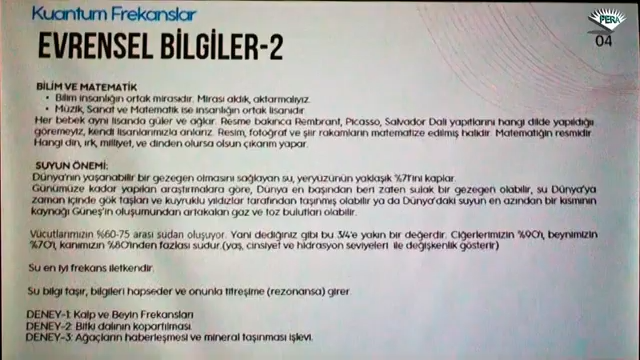 Kuantum Frekanslar
PERA
EVRENSEL BİLGİLER-2
04
BİLİM VE MATEMATİK
• Bilim insanlığın ortak mirasıdır. Mirası aldık, aktarmalıyız.
• Müzik, Sanat ve Matematik ise insanlığın ortak lisanıdır.
Her bebek aynı lisanda güler ve ağlar. Resme bakınca Rembrant, Picasso, Salvador Dali yapıtlarını hangi dilde yapıldığı
göremeyiz, kendi lisanlarımızla anlarız. Resim, fotoğraf ve şiir rakamların matematize edilmiş halidir. Matematiğin resmidir.
Hangi din, ırk, milliyet, ve dinden olursa olsun çıkarım yapar.
SUYUN ÖNEMİ:
Dünya'nın yaşanabilir bir gezegen olmasını sağlayan su, yeryüzünün yaklaşık %71'ini kaplar.
Günümüze kadar yapılan araştırmalara göre, Dünya en başından beri zaten sulak bir gezegen olabilir, su Dünya'ya
zaman içinde gök taşları ve kuyruklu yıldızlar tarafından taşınmış olabilir ya da Dünya'daki suyun en azından bir kısmının
kaynağı Güneş'in oluşumundan artakalan gaz ve toz bulutları olabilir.
Vücutlarımızın %60-75 arası sudan oluşuyor. Yani dediğiniz gibi bu 3/4'e yakın bir değerdir. Ciğerlerimizin %90'ı, beynimizin
%70'i, kanımızın %80'inden fazlası sudur.(yaş, cinsiyet ve hidrasyon seviyeleri ile değişkenlik gösterir)
Su en iyi frekans iletkendir.
Su bilgi taşır, bilgileri hapseder ve onunla titreşime (rezonansa) girer.
DENEY-1: Kalp ve Beyin Frekansları
DENEY-2: Bitki dalının kopartılması
DENEY-3: Ağaçların haberleşmesi ve mineral taşınması işlevi.